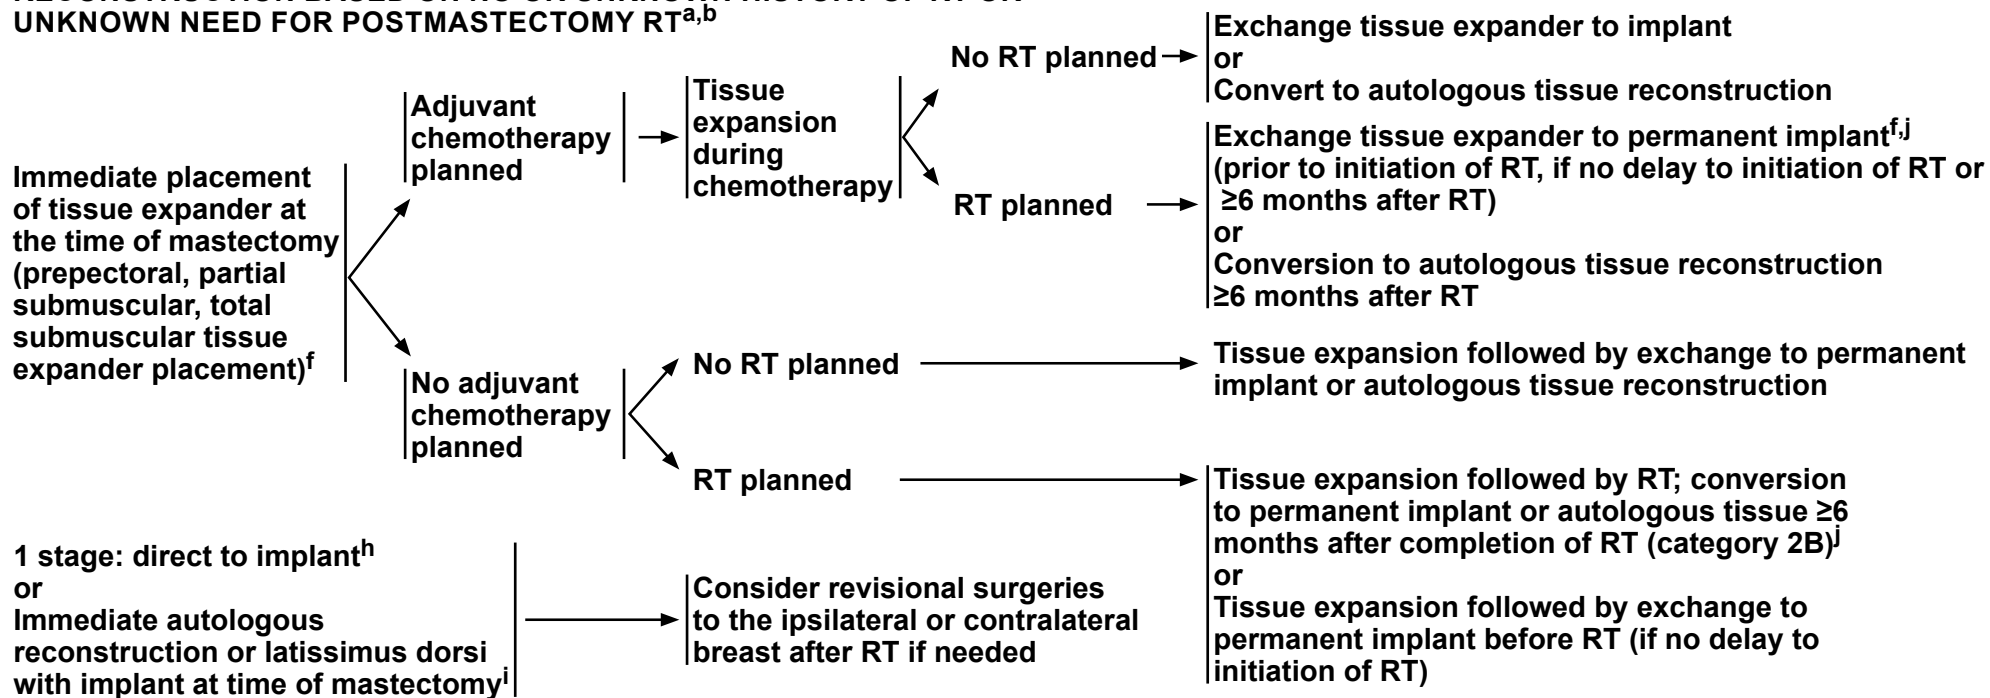 UNKNOWN NEED FOR POSTMASTECTOMY RTa,b
Immediate placement
of tissue expander at
the time of mastectomy
(prepectoral, partial
submuscular, total
submuscular tissue
expander placement)f
Adjuvant
chemotherapy
planned
Tissue
expansion
during
chemotherapy
No RT planned
Exchange tissue expander to implant
or
Convert to autologous tissue reconstruction
RT planned
Exchange tissue expander to permanent implantf,j
(prior to initiation of RT, if no delay to initiation of RT or
≥6 months after RT)
or
Conversion to autologous tissue reconstruction
≥6 months after RT
No adjuvant
chemotherapy
planned
No RT planned
Tissue expansion followed by exchange to permanent
implant or autologous tissue reconstruction
RT planned
Tissue expansion followed by RT; conversion
to permanent implant or autologous tissue ≥6
months after completion of RT (category 2B)j
or
Tissue expansion followed by exchange to
permanent implant before RT (if no delay to
initiation of RT)
1 stage: direct to implanth
or
Immediate autologous
reconstruction or latissimus dorsi
with implant at time of mastectomyi
Consider revisional surgeries
to the ipsilateral or contralateral
breast after RT if needed